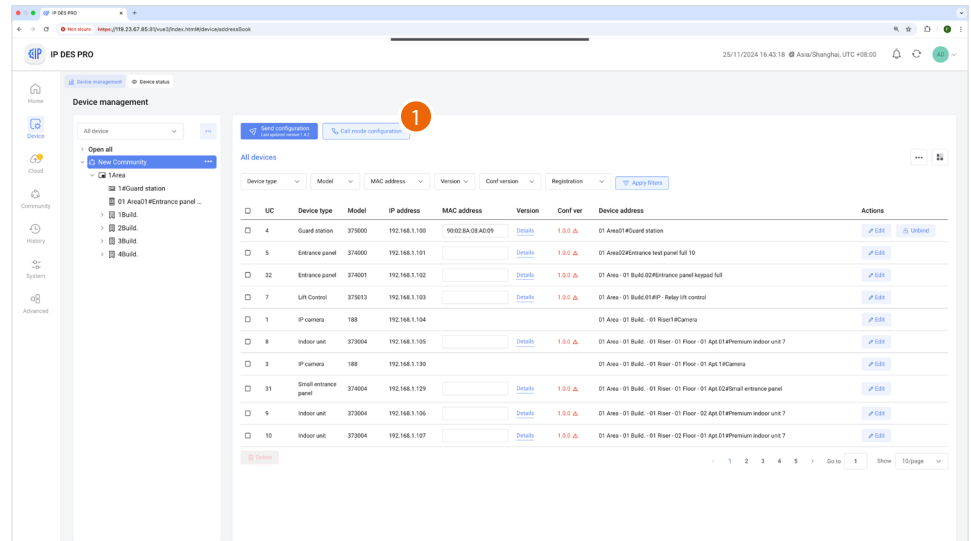 IP DES PRO
Not secure https://119.23.67.85:81/vue3/index.html#/device/addressBook
IP DES PRO
25/11/2024 16:43:18 @ Asia/Shanghai, UTC +08:00
AD
Device management
Device status
Home
Device
Cloud
Community
History
System
Advanced
Device management
All device
Open all
New Community
1Area
1#Guard station
01 Area01#Entrance panel ...
1Build.
2Build.
3Build.
4Build.
Send configuration
Call mode configuration
1
All devices
Device type Model MAC address Version Conf version Registration Apply filters
UC Device type Model IP address MAC address Version Conf ver Device address Actions
4 Guard station 375000 192.168.1.100 90:02:8A:08:A0:09 Details 1.0.0 01 Area01#Guard station Edit Unbind
5 Entrance panel 374000 192.168.1.101 Details 1.0.0 01 Area02#Entrance test panel full 10 Edit
32 Entrance panel 374001 192.168.1.102 Details 1.0.0 01 Area - 01 Build.02#Entrance panel keypad full Edit
7 Lift Control 375013 192.168.1.103 Details 1.0.0 01 Area - 01 Build.01#IP - Relay lift control Edit
1 IP camera 188 192.168.1.104 01 Area - 01 Build. - 01 Riser1#Camera Edit
8 Indoor unit 373004 192.168.1.105 Details 1.0.0 01 Area - 01 Build. - 01 Riser - 01 Floor - 01 Apt.01#Premium indoor unit 7 Edit
3 IP camera 188 192.168.1.130 01 Area - 01 Build. - 01 Riser - 01 Floor - 01 Apt.1#Camera Edit
31 Small entrance panel 374004 192.168.1.129 Details 1.0.0 01 Area - 01 Build. - 01 Riser - 01 Floor - 01 Apt.02#Small entrance panel Edit
9 Indoor unit 373004 192.168.1.106 Details 1.0.0 01 Area - 01 Build. - 01 Riser - 01 Floor - 02 Apt.01#Premium indoor unit 7 Edit
10 Indoor unit 373004 192.168.1.107 Details 1.0.0 01 Area - 01 Build. - 01 Riser - 02 Floor - 01 Apt.01#Premium indoor unit 7 Edit
Delete
1 2 3 4 5 Go to 1 Show 10/page